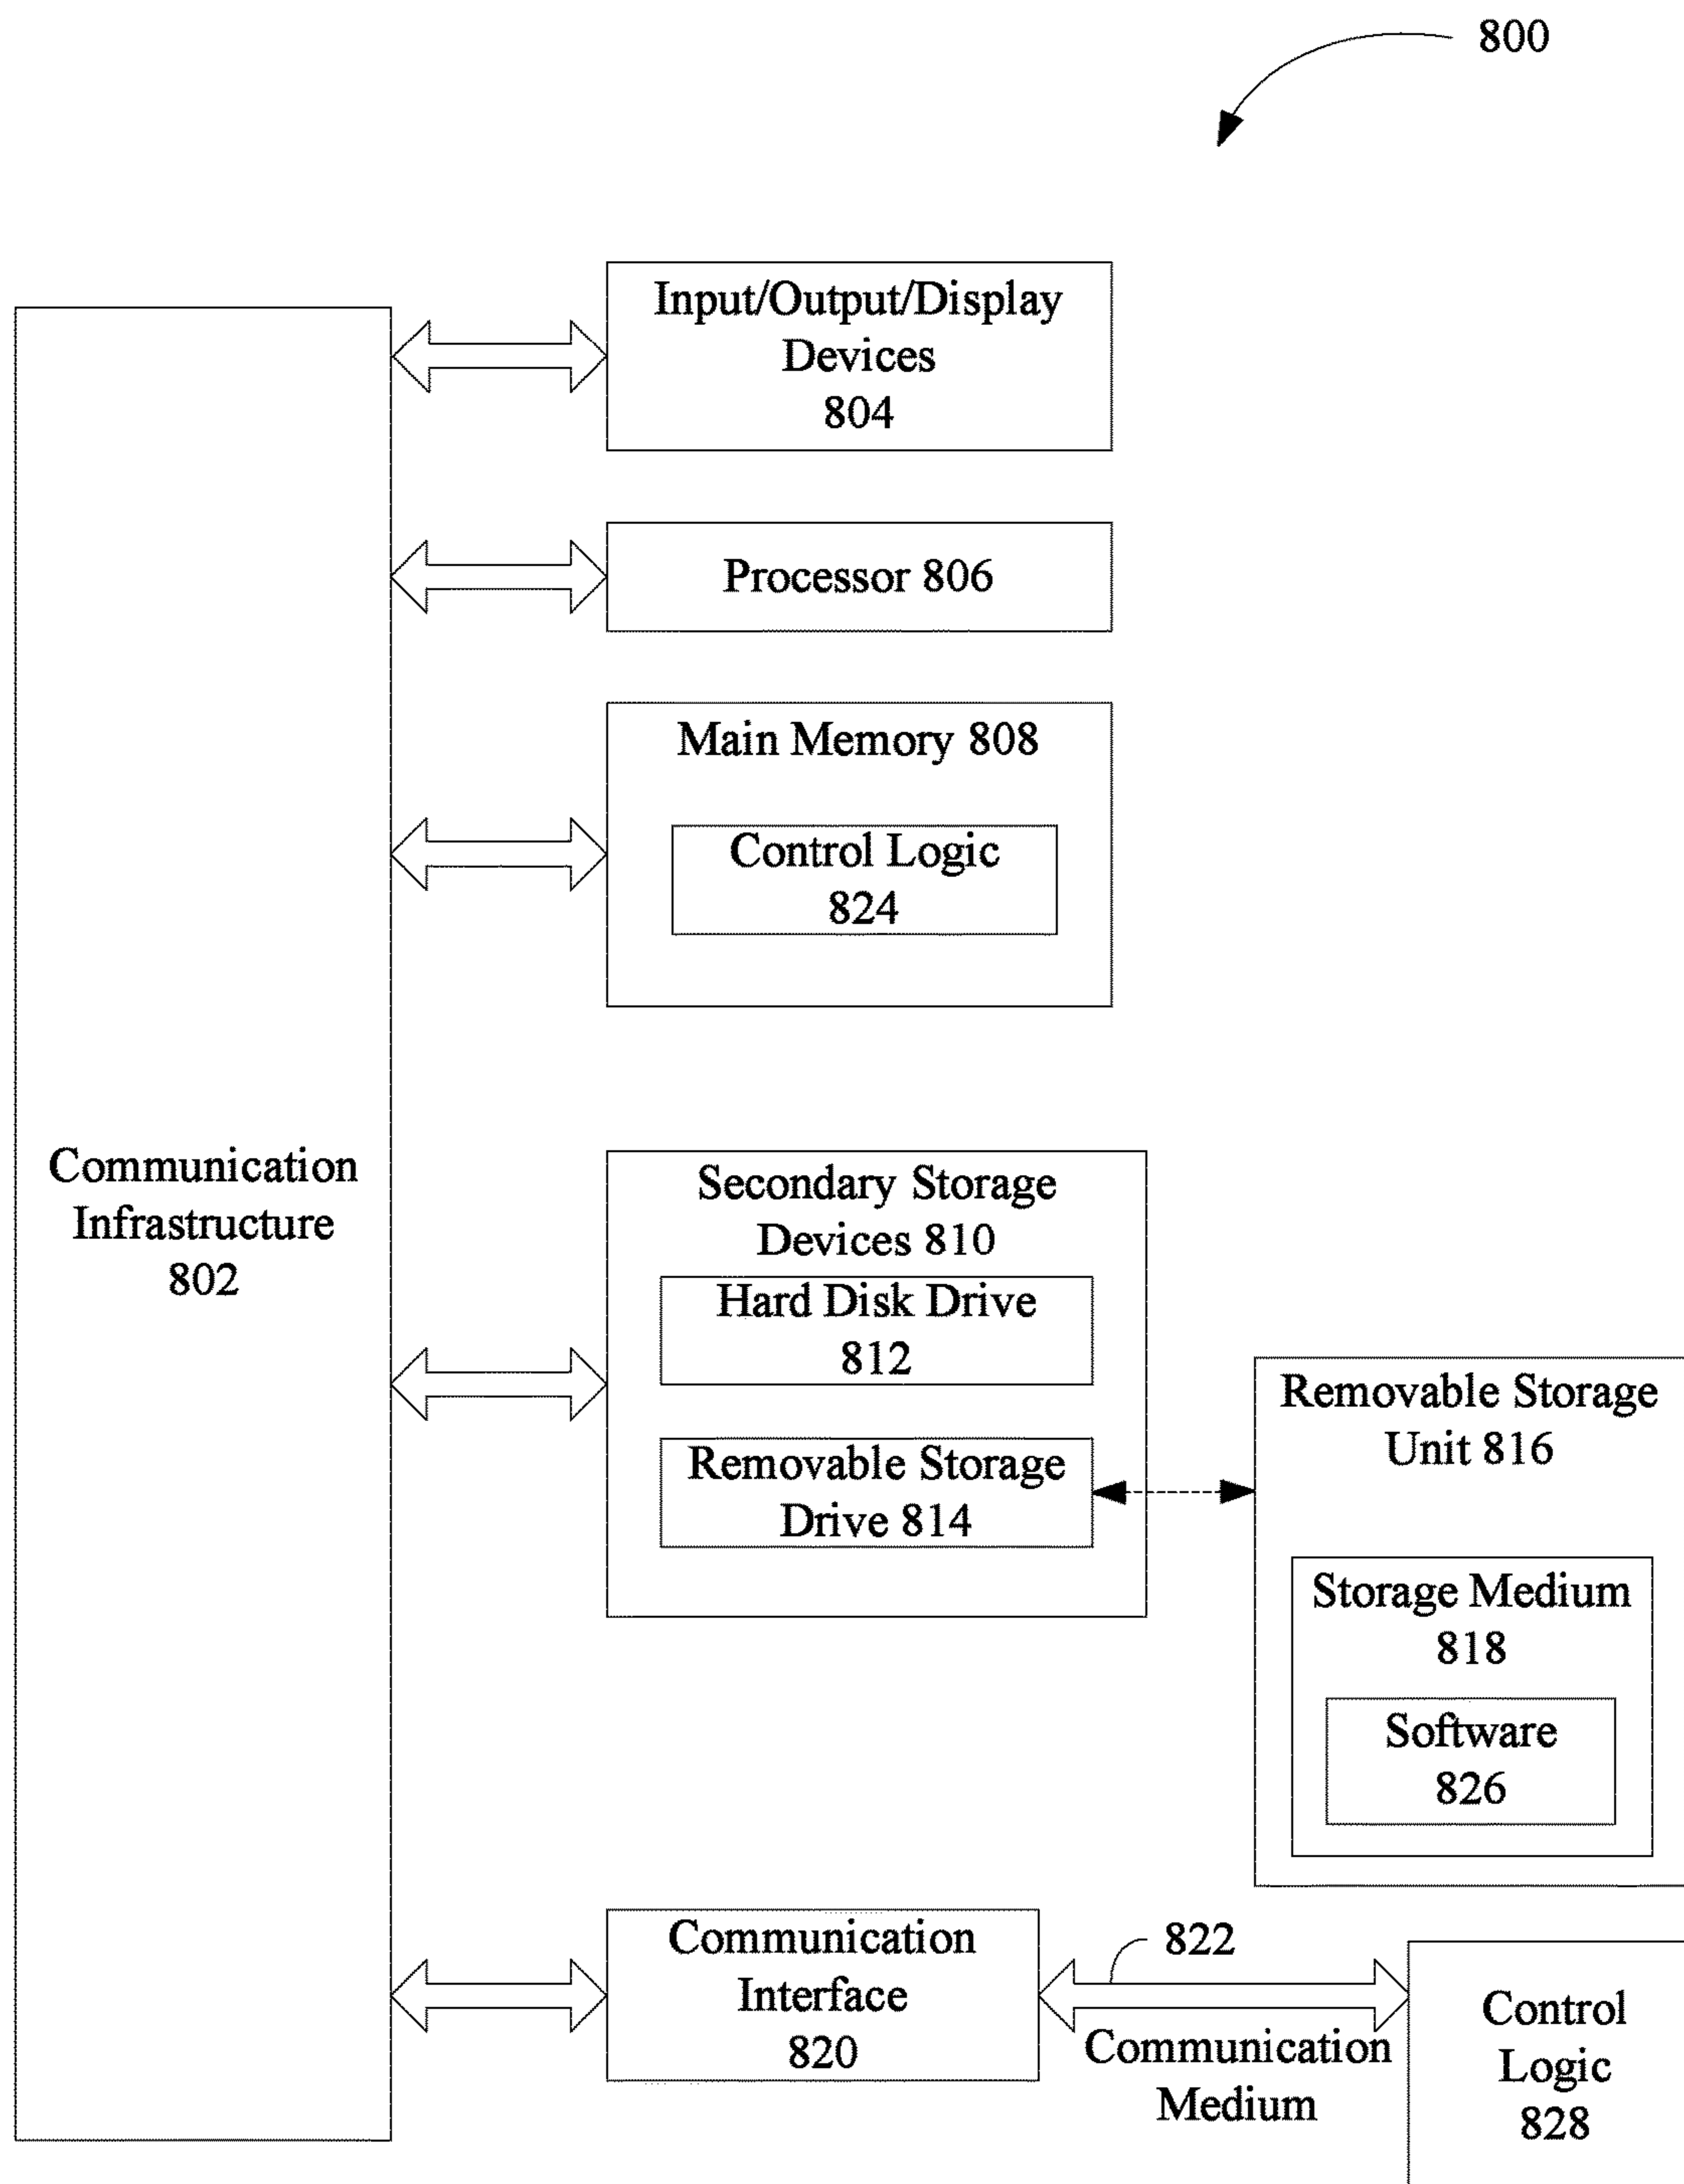 800
Input/Output/Display
Devices
804
Processor 806
Main Memory 808
Control Logic
824
Communication
Infrastructure
802
Secondary Storage
Devices 810
Hard Disk Drive
812
Removable Storage
Drive 814
Removable Storage
Unit 816
Storage Medium
818
Software
826
Communication
Interface
820
822
Communication
Medium
Control
Logic
828